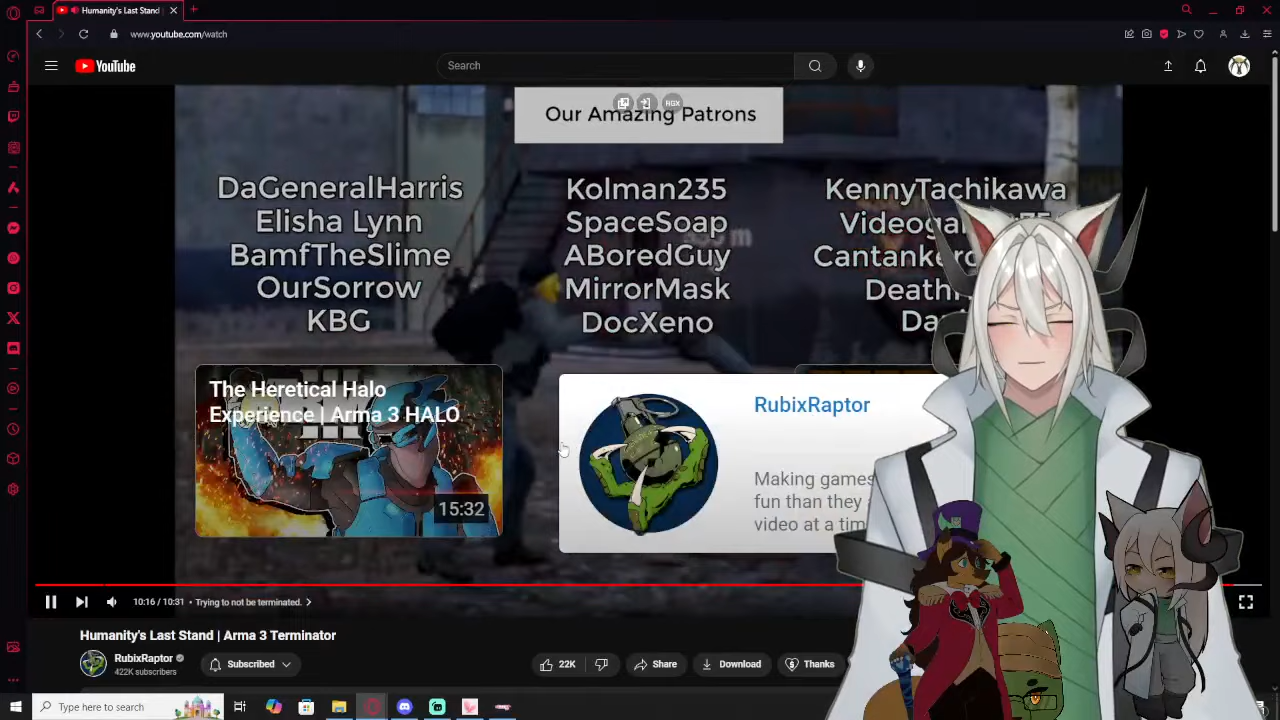 Humanity's Last Stand
www.youtube.com/watch
YouTube
Search
HGX
Our Amazing Patrons
DaGeneralHarris
Elisha Lynn
BamfTheSlime
OurSorrow
KBG
Kolman235
SpaceSoap
ABoredGuy
MirrorMask
DocXeno
KennyTachikawa
The Heretical Halo
Experience | Arma 3 HALO
15:32
RubixRaptor
Making games
fun than they
video at a tim
10:16 / 10:31 • Trying to not be terminated.
Humanity's Last Stand | Arma 3 Terminator
RubixRaptor
422K subscribers
Subscribed
22K
Share
Download
Thanks
Type here to search